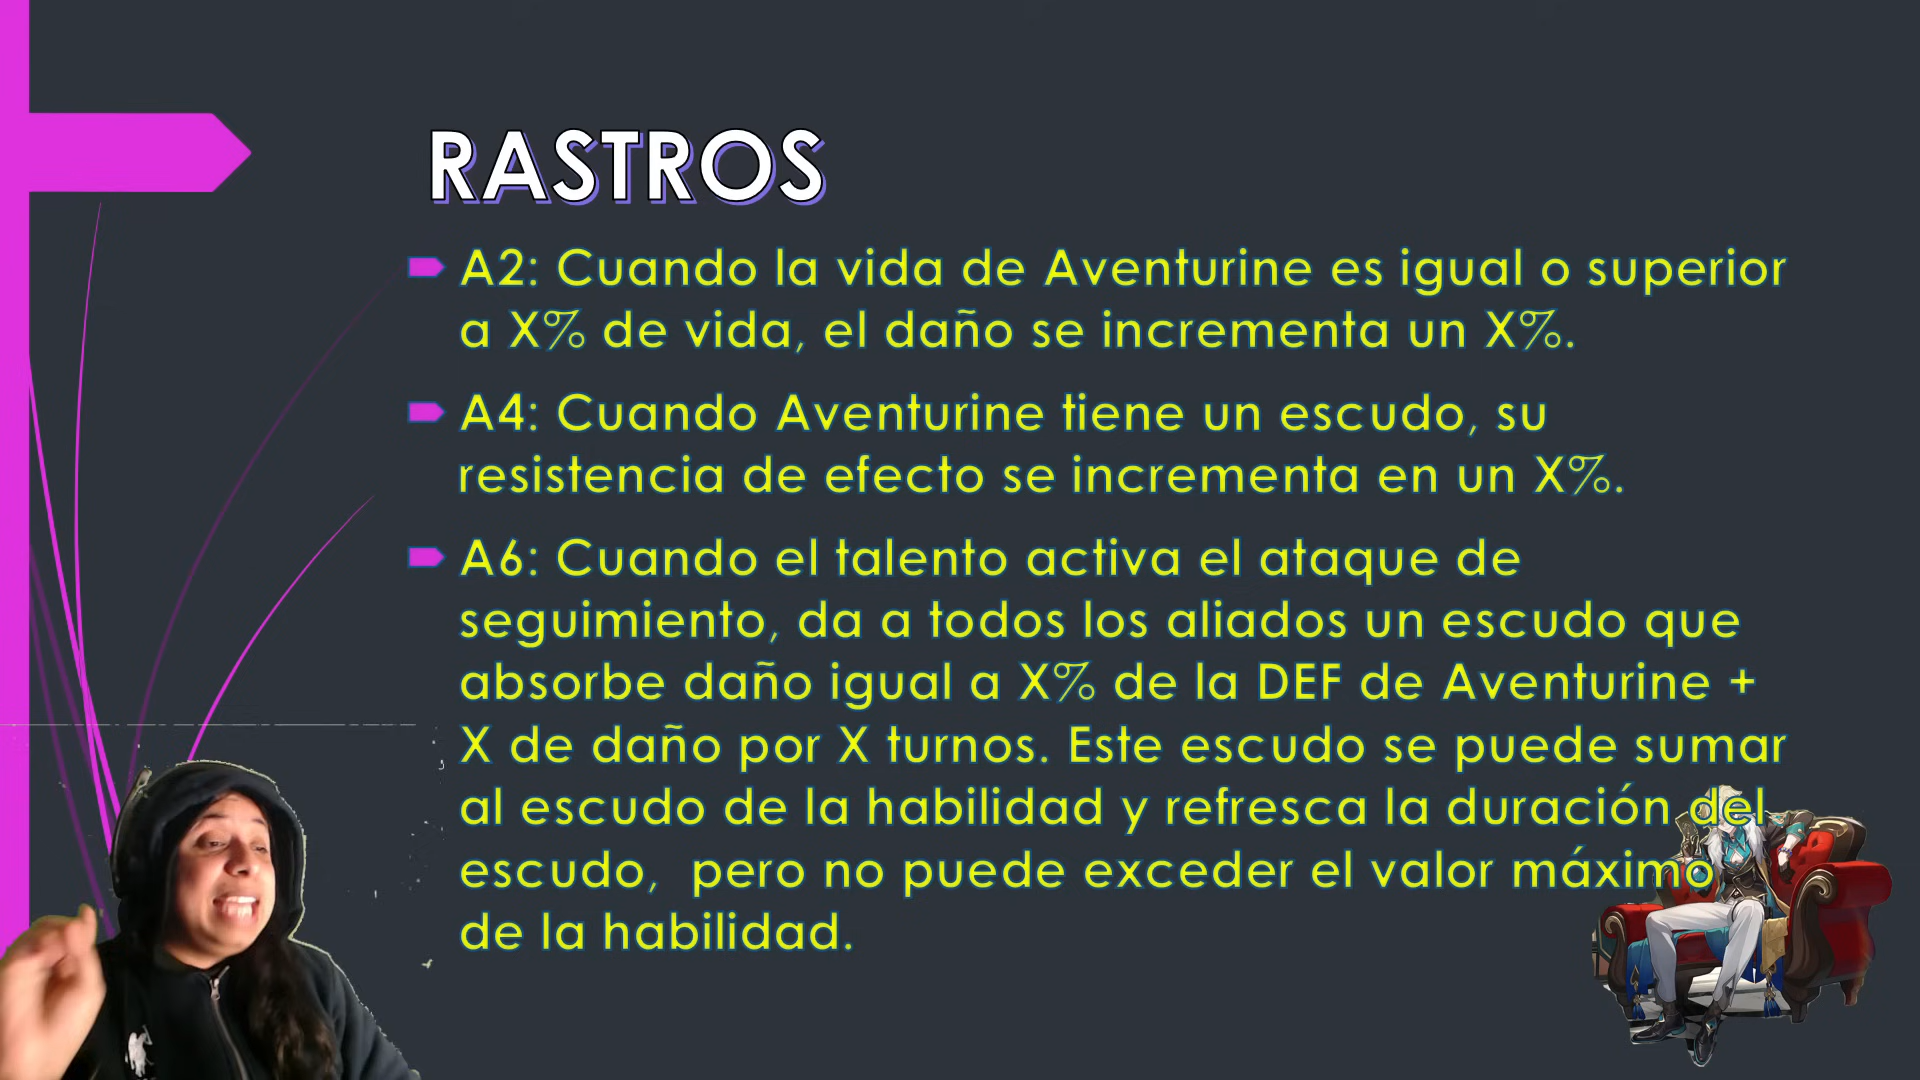 RASTROS
A2: Cuando la vida de Aventurine es igual o superior
a X% de vida, el daño se incrementa un X%.
A4: Cuando Aventurine tiene un escudo, su
resistencia de efecto se incrementa en un X%.
A6: Cuando el talento activa el ataque de
seguimiento, da a todos los aliados un escudo que
absorbe daño igual a X% de la DEF de Aventurine +
X de daño por X turnos. Este escudo se puede sumar
al escudo de la habilidad y refresca la duración del
escudo, pero no puede exceder el valor máximo
de la habilidad.